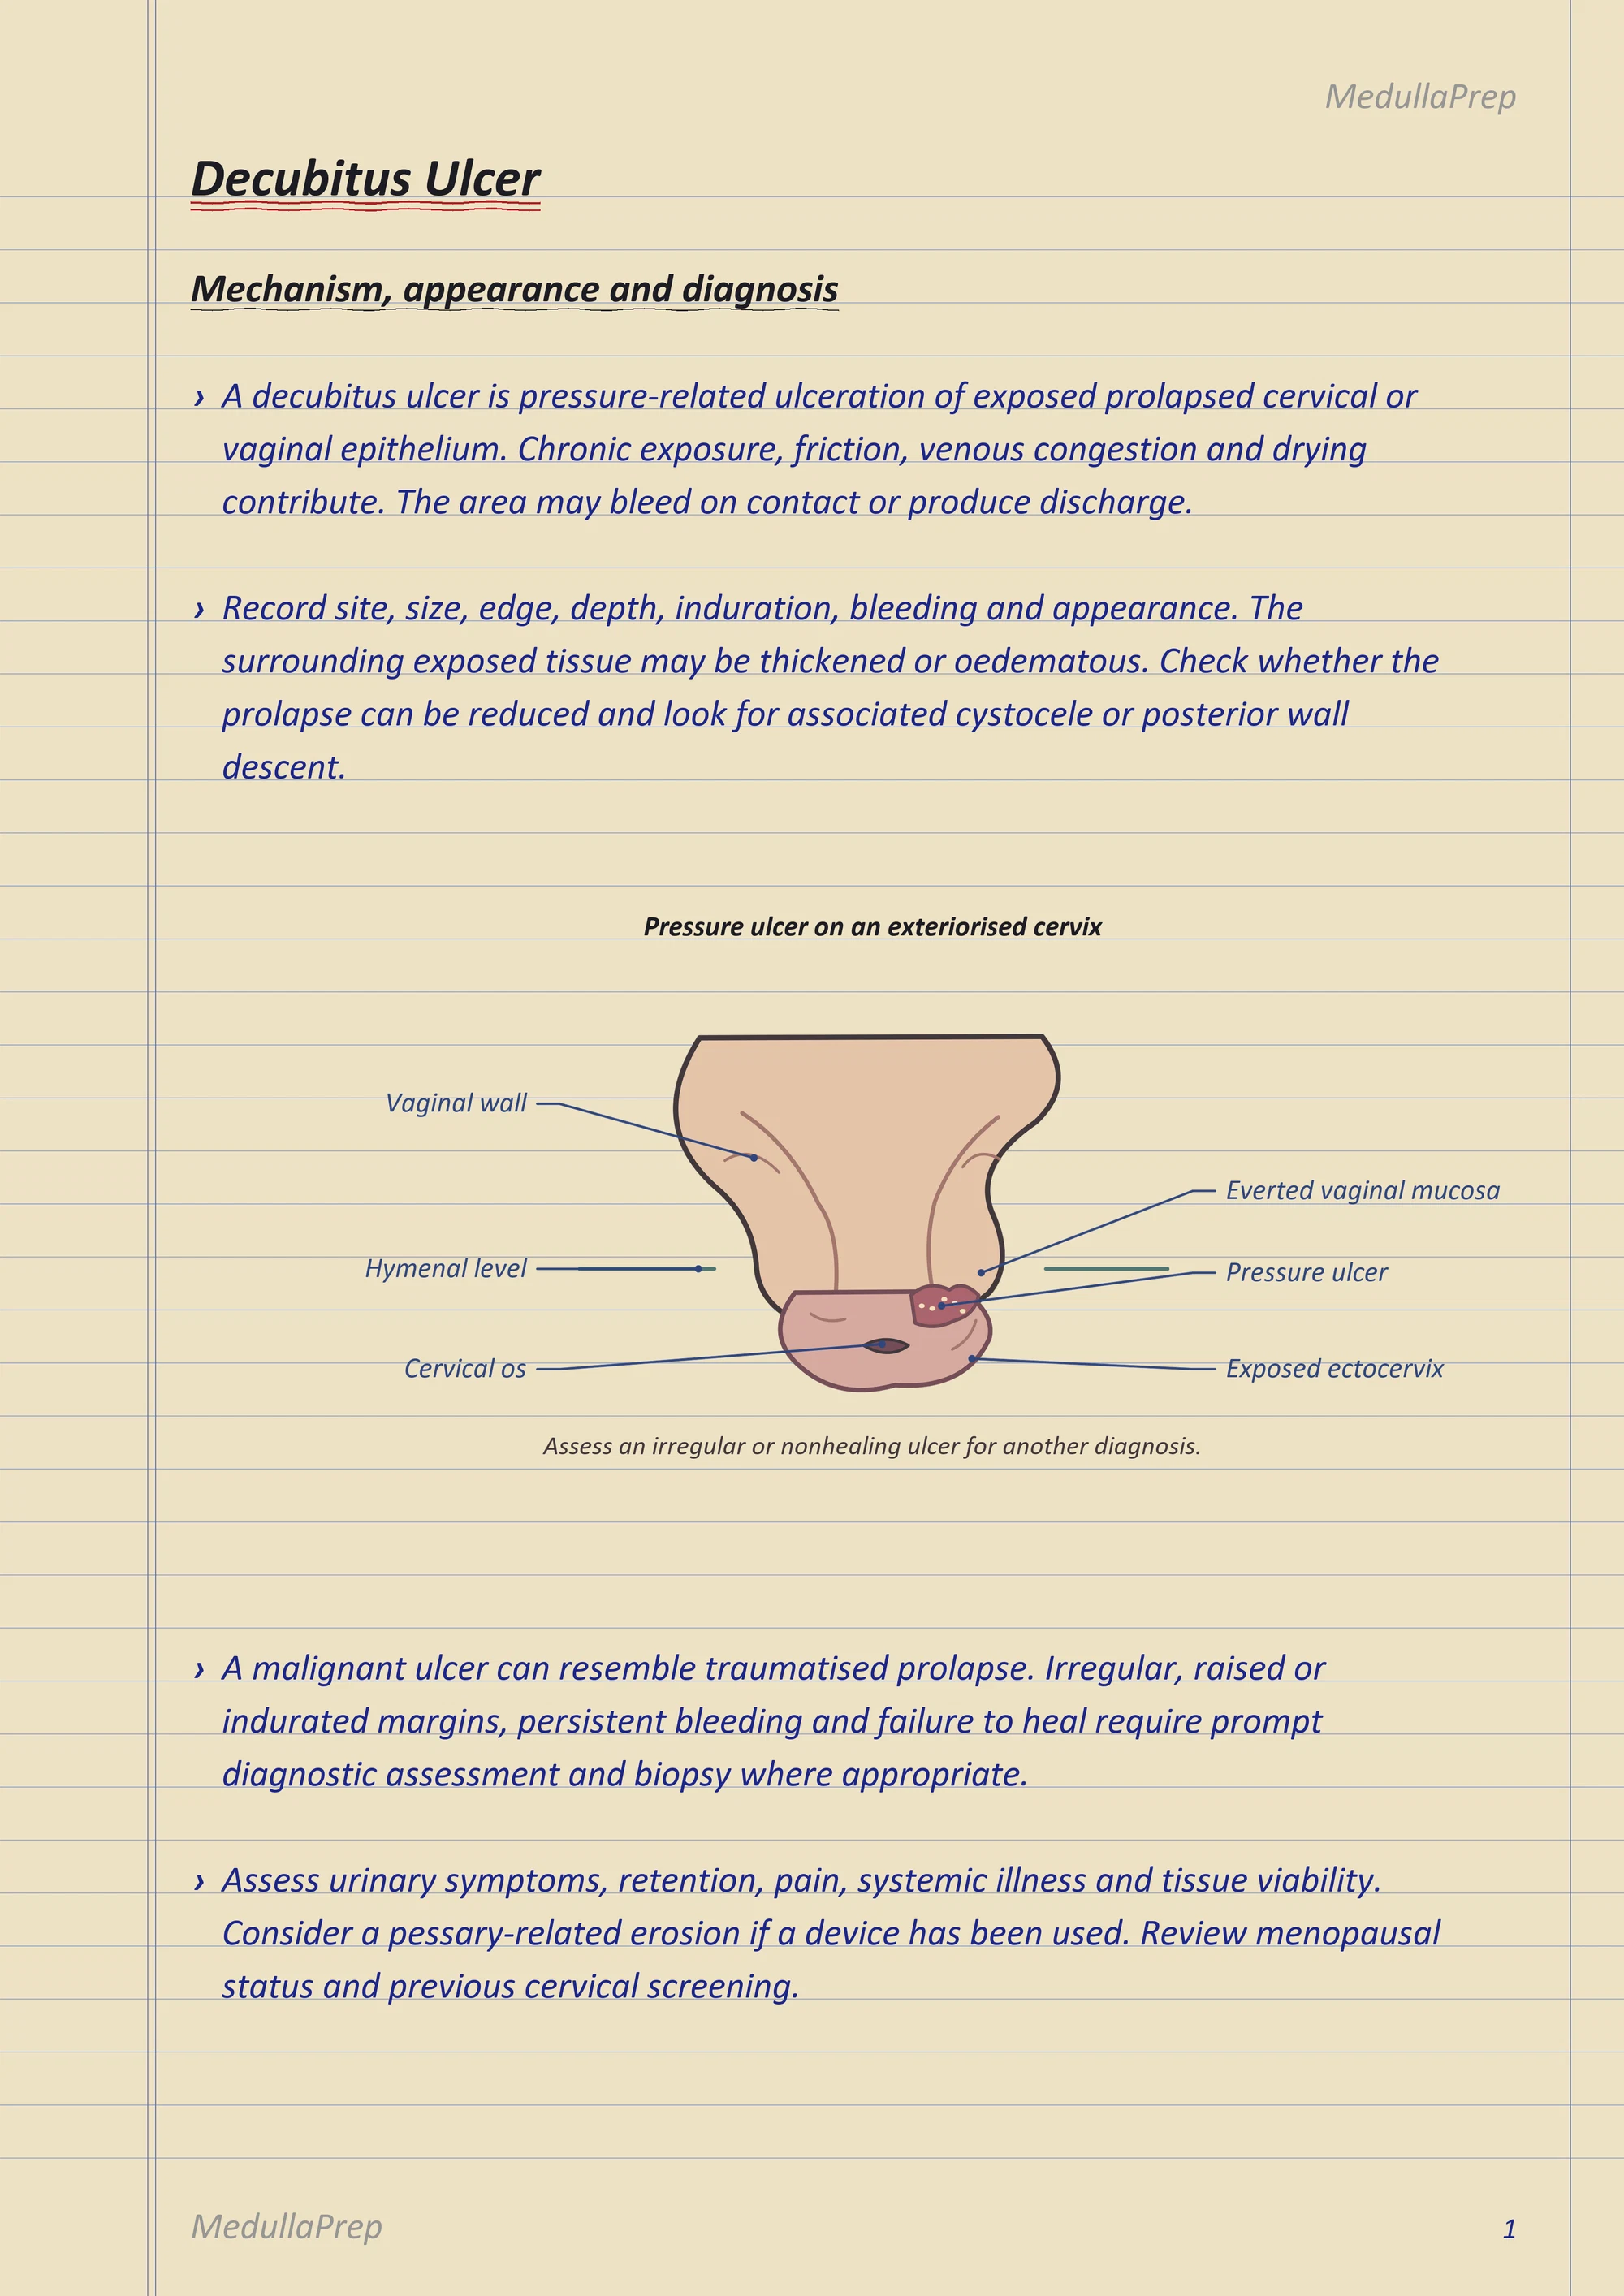 MedullaPrep
Decubitus Ulcer
Mechanism, appearance and diagnosis
› A decubitus ulcer is pressure-related ulceration of exposed prolapsed cervical or
vaginal epithelium. Chronic exposure, friction, venous congestion and drying
contribute. The area may bleed on contact or produce discharge.
› Record site, size, edge, depth, induration, bleeding and appearance. The
surrounding exposed tissue may be thickened or oedematous. Check whether the
prolapse can be reduced and look for associated cystocele or posterior wall
descent.
Pressure ulcer on an exteriorised cervix
Vaginal wall
Everted vaginal mucosa
Hymenal level
Pressure ulcer
Cervical os
Exposed ectocervix
Assess an irregular or nonhealing ulcer for another diagnosis.
› A malignant ulcer can resemble traumatised prolapse. Irregular, raised or
indurated margins, persistent bleeding and failure to heal require prompt
diagnostic assessment and biopsy where appropriate.
› Assess urinary symptoms, retention, pain, systemic illness and tissue viability.
Consider a pessary-related erosion if a device has been used. Review menopausal
status and previous cervical screening.
MedullaPrep
1